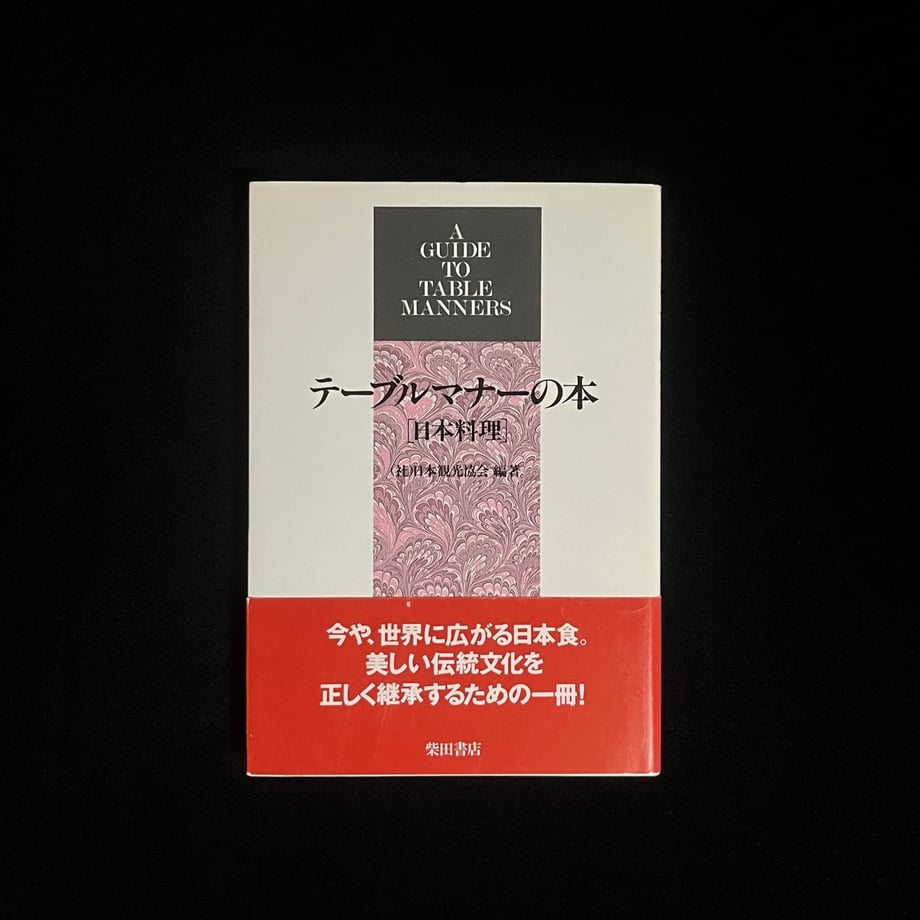 A
GUIDE
TO
TABLE
MANNERS
テーブルマナーの本
[日本料理]
(社)日本観光協会 編著
今や、世界に広がる日本食。
美しい伝統文化を
正しく継承するための一冊!
柴田書店